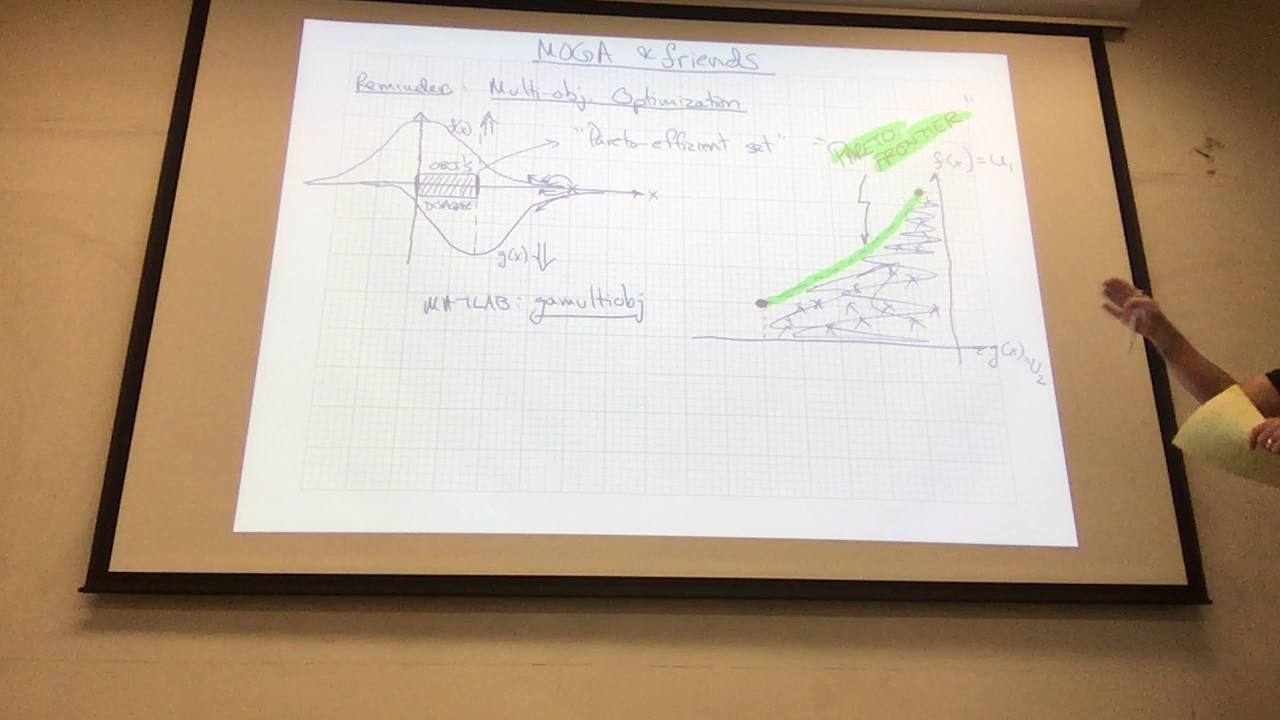 MOGA & friends
Reminder: Multi-obj. Optimization
f(x) ⇑
"Pareto-efficient set" = "PARETO FRONTIER"
f(x) = U1
OBJ'S
DISAGREE
x
g(x) ⇓
MATLAB: gamultiobj
g(x) = U2